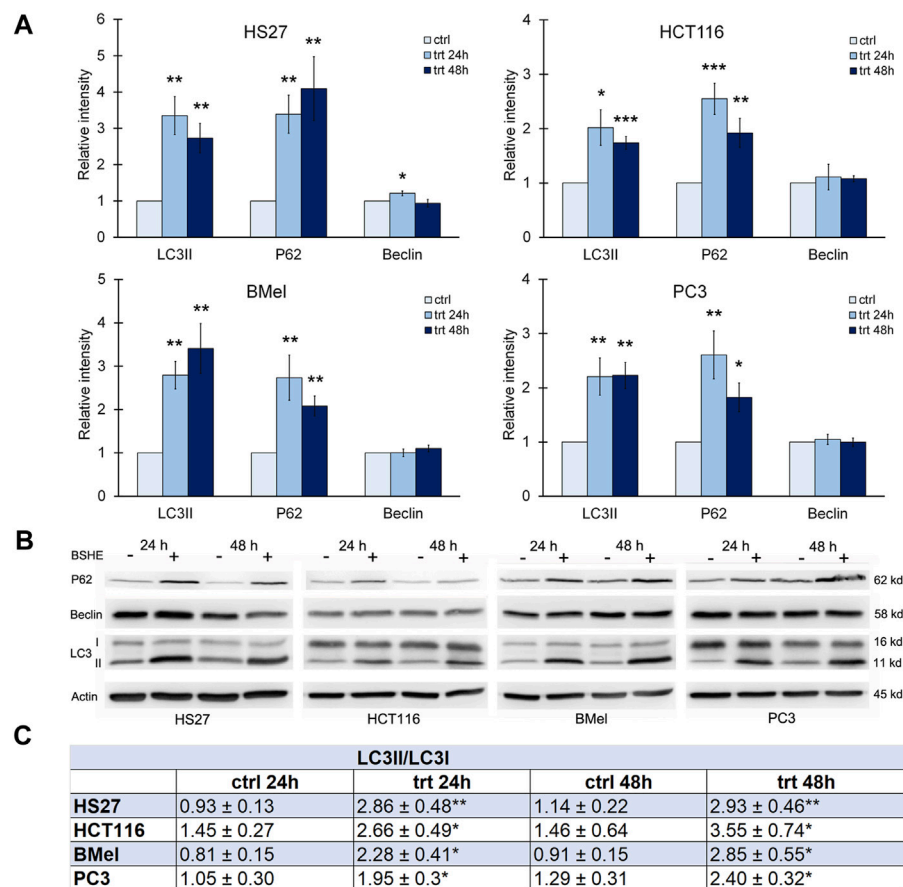 A
HS27
ctrl
trt 24h
trt 48h
Relative intensity
6
5
4
3
2
1
0
** ** ** ** *
LC3II P62 Beclin
HCT116
ctrl
trt 24h
trt 48h
Relative intensity
4
3
2
1
0
* *** *** **
LC3II P62 Beclin
BMel
ctrl
trt 24h
trt 48h
Relative intensity
5
4
3
2
1
0
** ** ** **
LC3II P62 Beclin
PC3
ctrl
trt 24h
trt 48h
Relative intensity
4
3
2
1
0
** ** ** *
LC3II P62 Beclin
B
24 h 48 h 24 h 48 h 24 h 48 h 24 h 48 h
BSHE - + - + - + - + - + - + - + - +
P62 62 kd
Beclin 58 kd
LC3 I 16 kd
II 11 kd
Actin 45 kd
HS27 HCT116 BMel PC3
C
LC3II/LC3I
ctrl 24h trt 24h ctrl 48h trt 48h
HS27 0.93 ± 0.13 2.86 ± 0.48** 1.14 ± 0.22 2.93 ± 0.46**
HCT116 1.45 ± 0.27 2.66 ± 0.49* 1.46 ± 0.64 3.55 ± 0.74*
BMel 0.81 ± 0.15 2.28 ± 0.41* 0.91 ± 0.15 2.85 ± 0.55*
PC3 1.05 ± 0.30 1.95 ± 0.3* 1.29 ± 0.31 2.40 ± 0.32*